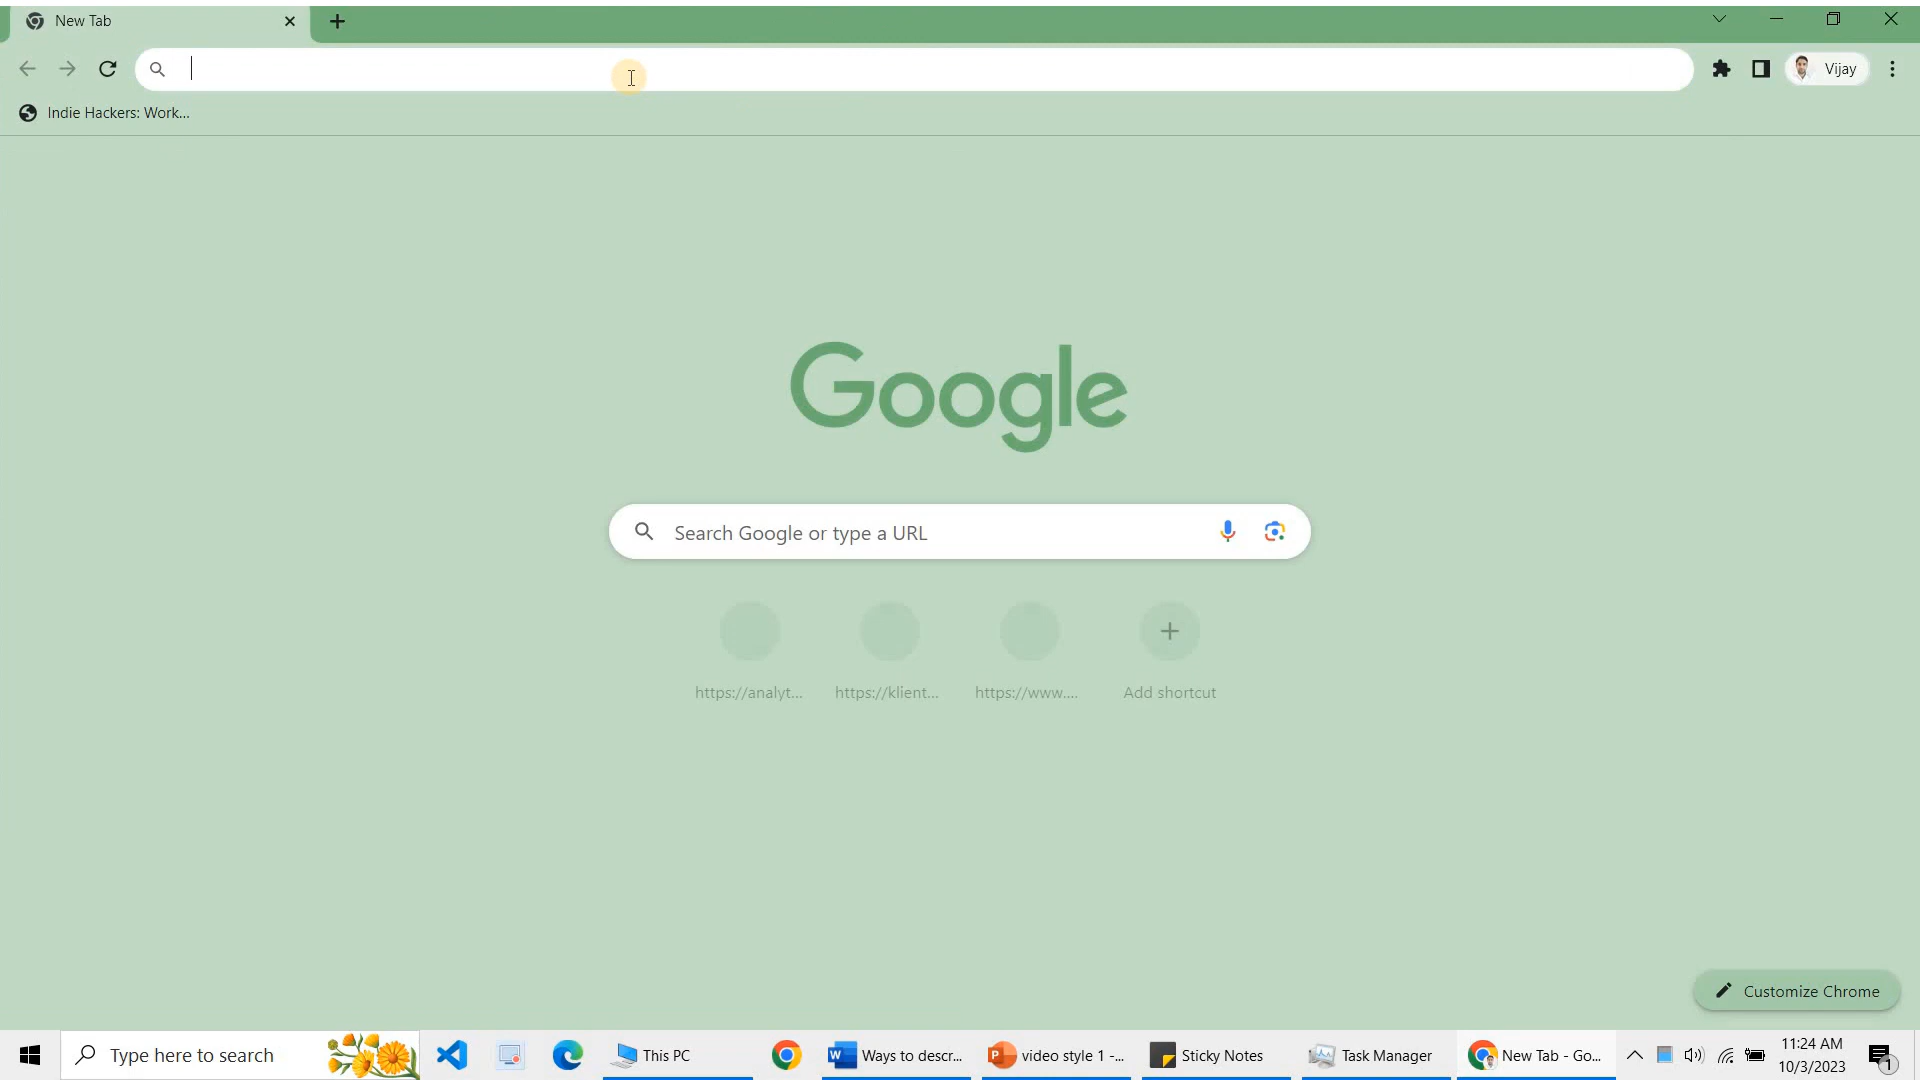 New Tab
Vijay
Indie Hackers: Work...
Google
Search Google or type a URL
https://analyt...
https://klient...
https://www....
Add shortcut
Customize Chrome
Type here to search
This PC
Ways to descr...
video style 1 -...
Sticky Notes
Task Manager
New Tab - Go...
11:24 AM
10/3/2023
1